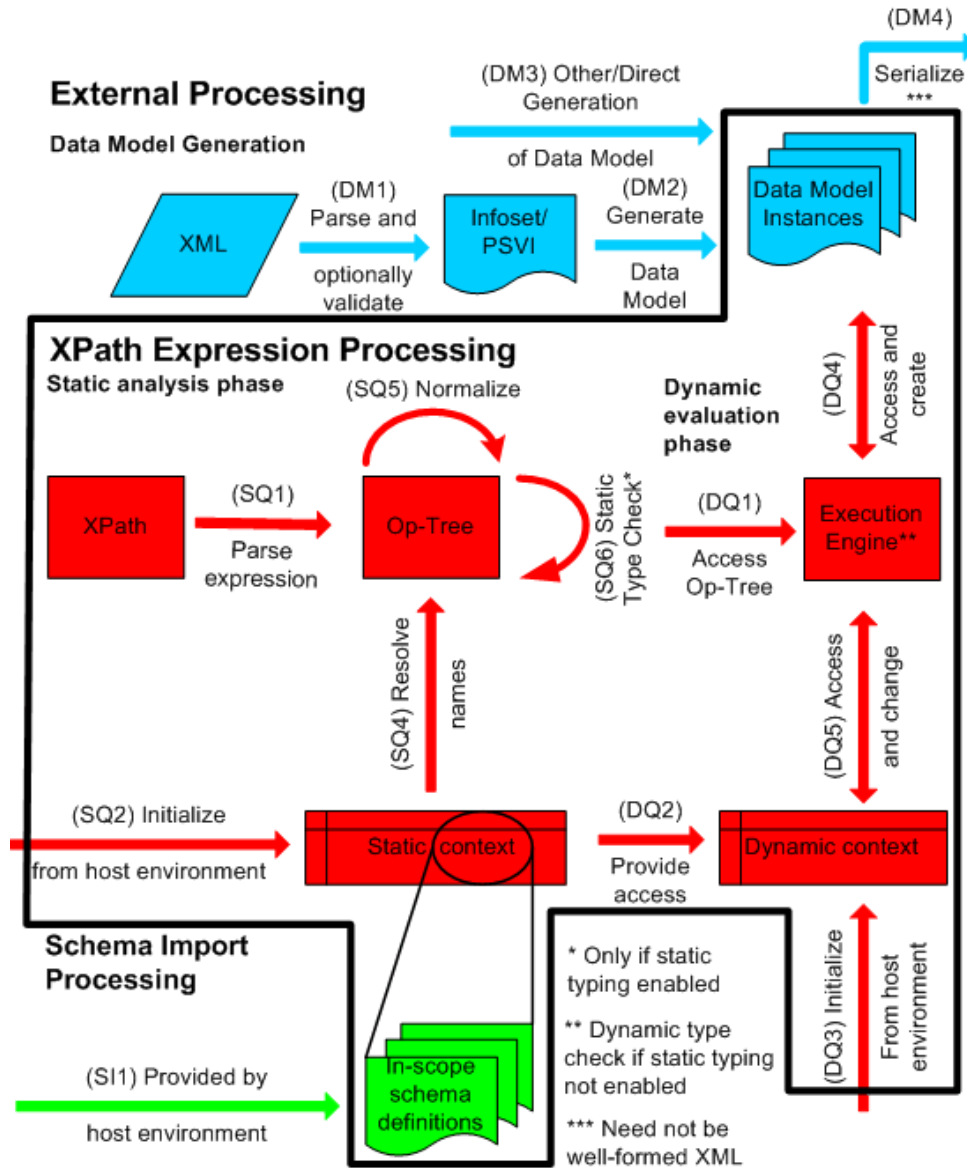 (DM4)
Serialize
***
External Processing
Data Model Generation
(DM3) Other/Direct
Generation
of Data Model
XML
(DM1)
Parse and
optionally
validate
Infoset/
PSVI
(DM2)
Generate
Data
Model
Data Model
Instances
XPath Expression Processing
Static analysis phase
(SQ5) Normalize
Dynamic
evaluation
phase
(DQ4)
Access and
create
XPath
(SQ1)
Parse
expression
Op-Tree
(SQ6) Static
Type Check*
(DQ1)
Access
Op-Tree
Execution
Engine**
(SQ4) Resolve
names
(DQ5) Access
and change
(SQ2) Initialize
from host environment
Static context
(DQ2)
Provide
access
Dynamic context
Schema Import
Processing
(SI1) Provided by
host environment
In-scope
schema
definitions
* Only if static
typing enabled
** Dynamic type
check if static typing
not enabled
*** Need not be
well-formed XML
(DQ3) Initialize
From host
environment